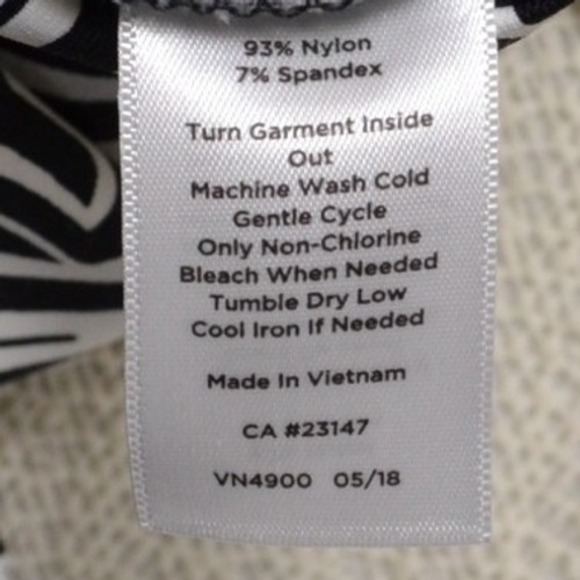 93% Nylon
7% Spandex
Turn Garment Inside
Out
Machine Wash Cold
Gentle Cycle
Only Non-Chlorine
Bleach When Needed
Tumble Dry Low
Cool Iron If Needed
Made In Vietnam
CA #23147
VN4900 05/18